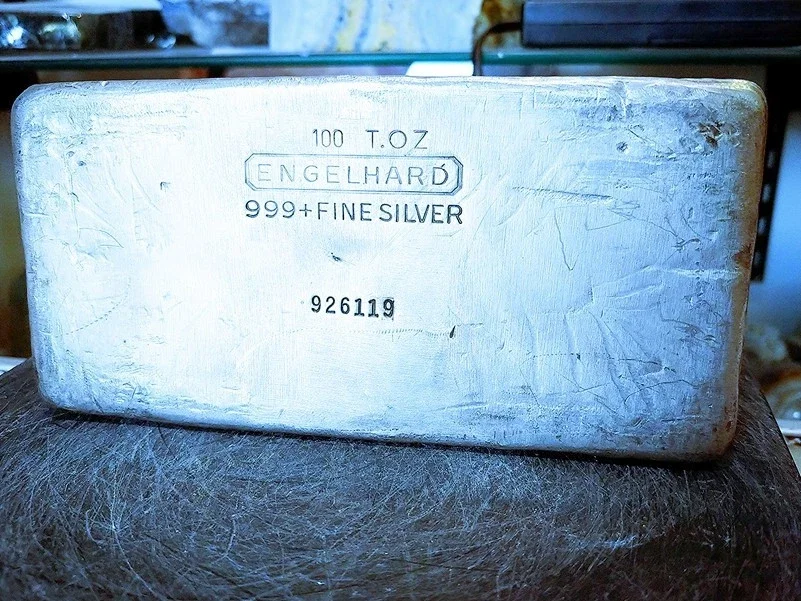 100 T.OZ
ENGELHARD
999+FINE SILVER
926119